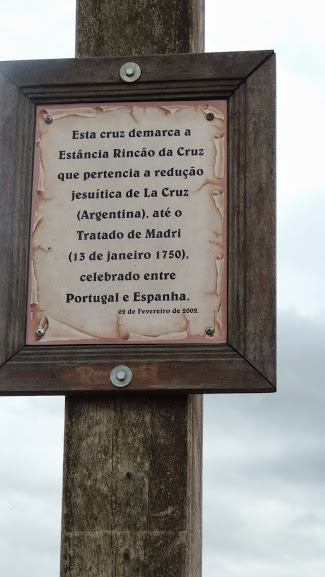 Esta cruz demarca a
Estância Rincão da Cruz
que pertencia a redução
jesuítica de La Cruz
(Argentina), até o
Tratado de Madri
(13 de janeiro 1750),
celebrado entre
Portugal e Espanha.
02 de Fevereiro de 2002.